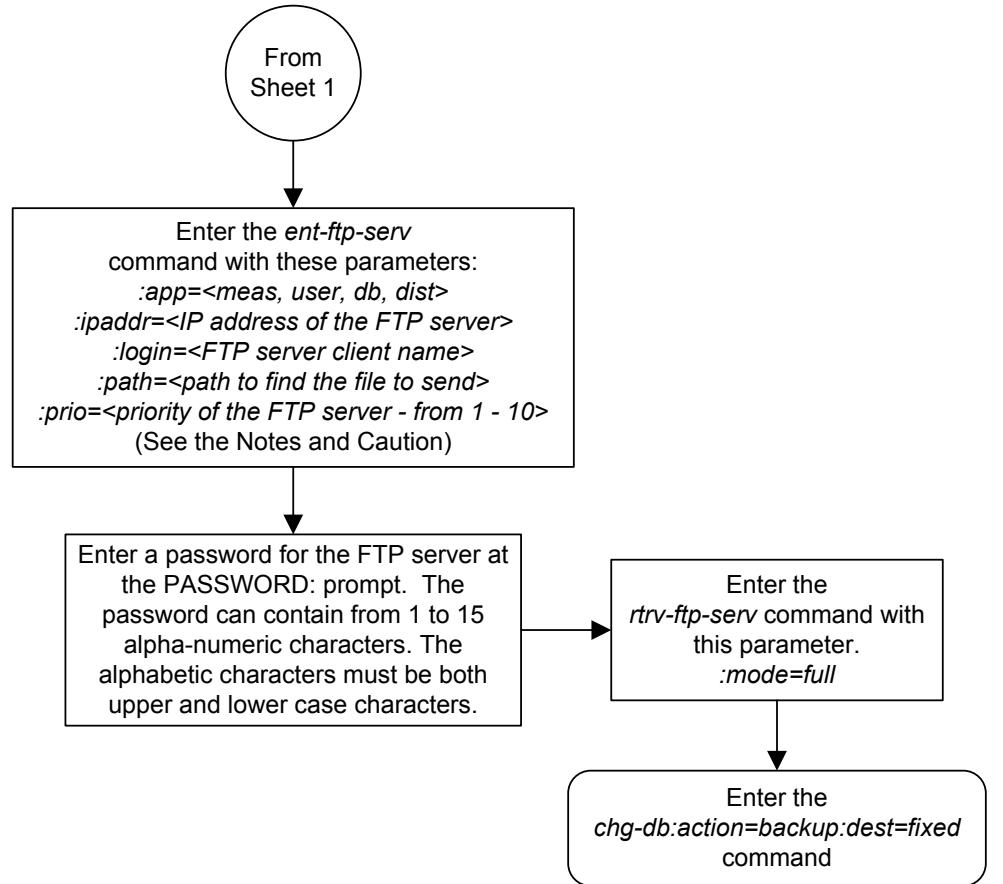 From
Sheet 1
Enter the ent-ftp-serv
command with these parameters:
:app=<meas, user, db, dist>
:ipaddr=<IP address of the FTP server>
:login=<FTP server client name>
:path=<path to find the file to send>
:prio=<priority of the FTP server - from 1 - 10>
(See the Notes and Caution)
Enter a password for the FTP server at
the PASSWORD: prompt.  The
password can contain from 1 to 15
alpha-numeric characters. The
alphabetic characters must be both
upper and lower case characters.
Enter the
rtrv-ftp-serv command with
this parameter.
:mode=full
Enter the
chg-db:action=backup:dest=fixed
command